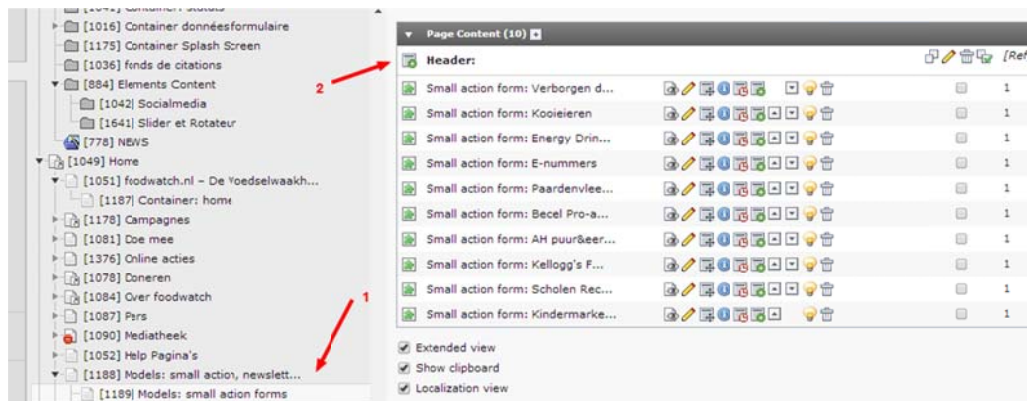 [1041] Container: statuts
[1016] Container donnéesformulaire
[1175] Container Splash Screen
[1036] fonds de citations
[884] Elements Content
[1042] Socialmedia
[1641] Slider et Rotateur
[778] NEWS
[1049] Home
[1051] foodwatch.nl – De Voedselwaakh...
[1187] Container: home
[1178] Campagnes
[1081] Doe mee
[1376] Online acties
[1078] Doneren
[1084] Over foodwatch
[1087] Pers
[1090] Mediatheek
[1052] Help Pagina's
[1188] Models: small action, newslett...
[1189] Models: small action forms
1
2
Page Content (10)
Header: [Ref
Small action form: Verborgen d... 1
Small action form: Kooieieren 1
Small action form: Energy Drin... 1
Small action form: E-nummers 1
Small action form: Paardenvlee... 1
Small action form: Becel Pro-a... 1
Small action form: AH puur&eer... 1
Small action form: Kellogg's F... 1
Small action form: Scholen Rec... 1
Small action form: Kindermarke... 1
Extended view
Show clipboard
Localization view